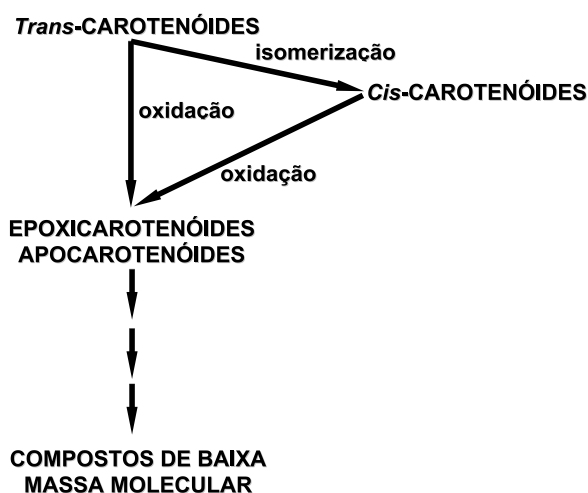 Trans-CAROTENÓIDES
isomerização
Cis-CAROTENÓIDES
oxidação
oxidação
EPOXICAROTENÓIDES
APOCAROTENÓIDES
COMPOSTOS DE BAIXA
MASSA MOLECULAR